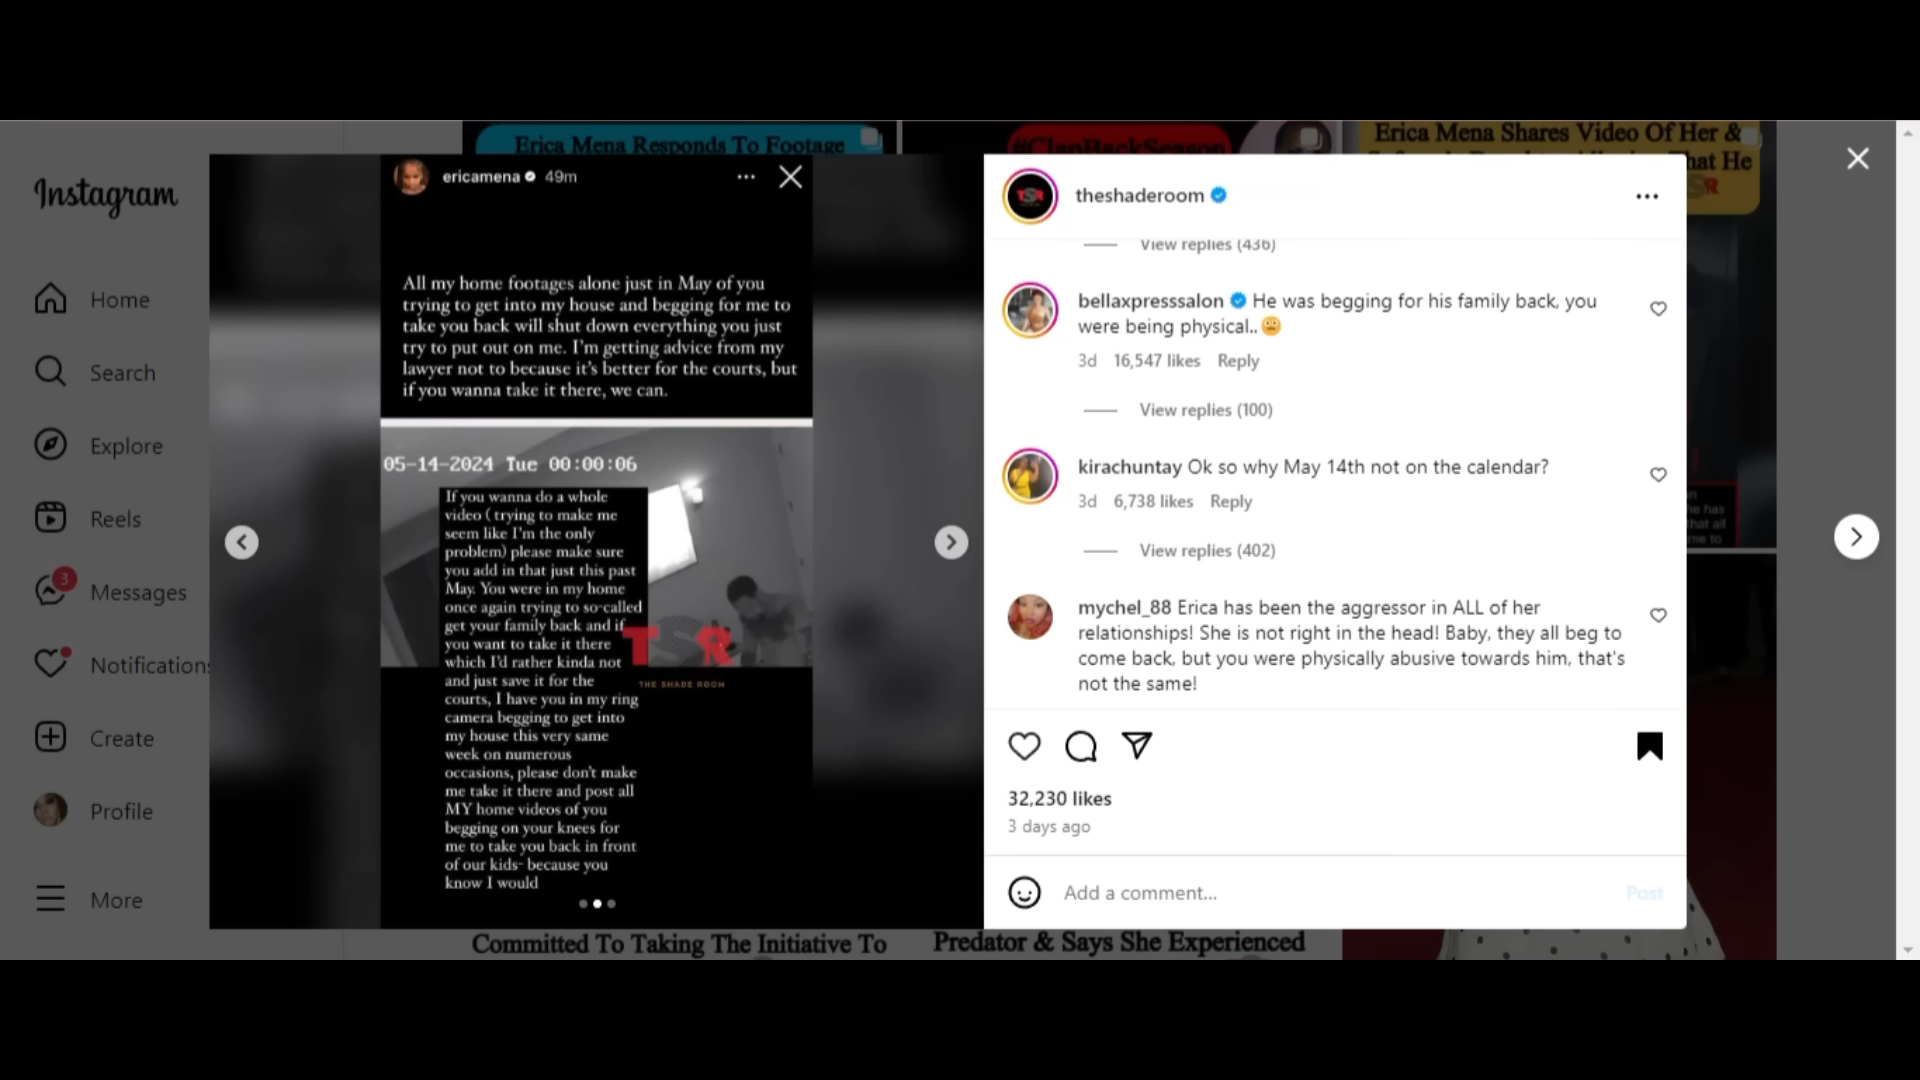 Erica Mena Responds To Footage
#ClapBackSeason
Erica Mena Shares Video Of Her &
That He
Instagram
Home
Search
Explore
Reels
3
Messages
Notifications
Create
Profile
More
ericamena 49m
All my home footages alone just in May of you
trying to get into my house and begging for me to
take you back will shut down everything you just
try to put out on me. I'm getting advice from my
lawyer not to because it's better for the courts, but
if you wanna take it there, we can.
05-14-2024 Tue 00:00:06
If you wanna do a whole
video ( trying to make me
seem like I'm the only
problem) please make sure
you add in that just this past
May. You were in my home
once again trying to so-called
get your family back and if
you want to take it there
which I'd rather kinda not
and just save it for the
courts, I have you in my ring
camera begging to get into
my house this very same
week on numerous
occasions, please don't make
me take it there and post all
MY home videos of you
begging on your knees for
me to take you back in front
of our kids- because you
know I would
TSR
THE SHADE ROOM
theshaderoom
View replies (436)
bellaxpresssalon He was begging for his family back, you
were being physical.. 😳
3d 16,547 likes Reply
View replies (100)
kirachuntay Ok so why May 14th not on the calendar?
3d 6,738 likes Reply
View replies (402)
mychel_88 Erica has been the aggressor in ALL of her
relationships! She is not right in the head! Baby, they all beg to
come back, but you were physically abusive towards him, that's
not the same!
32,230 likes
3 days ago
Add a comment...
Post
Committed To Taking The Initiative To
Predator & Says She Experienced